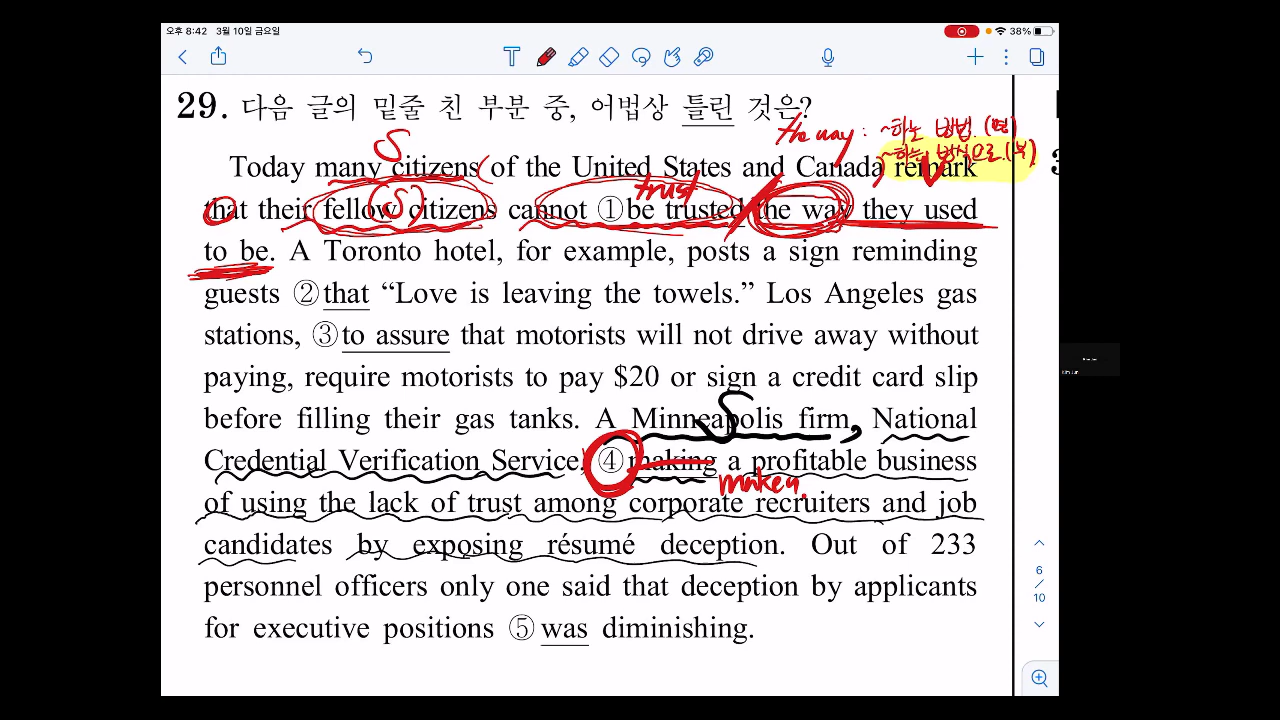 오후 8:42 3월 10일 금요일 38%
29. 다음 글의 밑줄 친 부분 중, 어법상 틀린 것은?
the way : ~하는 방법. (명)
~하는 방식으로. (부)
S
Today many citizens (of the United States and Canada) remark
V
(S) trust
that their fellow citizens cannot ①be trusted the way they used
to be. A Toronto hotel, for example, posts a sign reminding
guests ②that “Love is leaving the towels.” Los Angeles gas
stations, ③to assure that motorists will not drive away without
paying, require motorists to pay $20 or sign a credit card slip
before filling their gas tanks. A Minneapolis firm, National
S
Credential Verification Service, ④making a profitable business
makes.
of using the lack of trust among corporate recruiters and job
candidates by exposing résumé deception. Out of 233
personnel officers only one said that deception by applicants
for executive positions ⑤was diminishing.
6
/
10